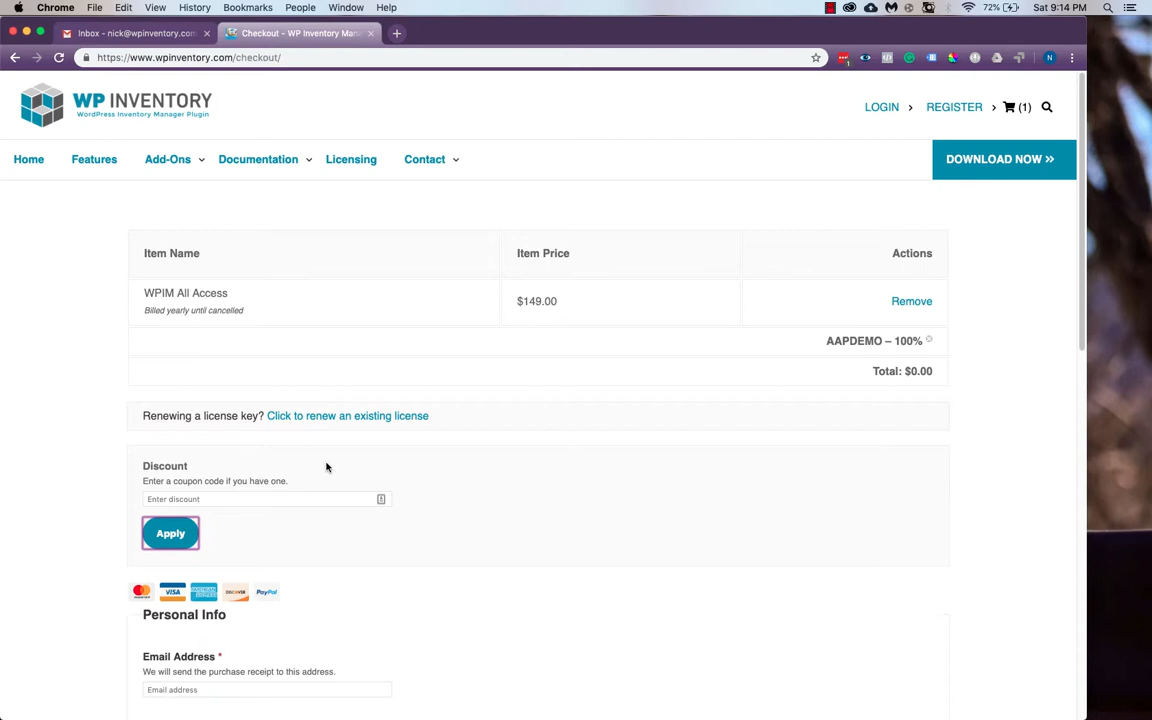 Chrome File Edit View History Bookmarks People Window Help 72% Sat 9:14 PM
Inbox - nick@wpinventory.com Checkout - WP Inventory Man
https://www.wpinventory.com/checkout/ N
WP INVENTORY
WordPress Inventory Manager Plugin
LOGIN REGISTER (1)
Home Features Add-Ons Documentation Licensing Contact DOWNLOAD NOW »
Item Name Item Price Actions
WPIM All Access $149.00 Remove
Billed yearly until cancelled
AAPDEMO – 100%
Total: $0.00
Renewing a license key? Click to renew an existing license
Discount
Enter a coupon code if you have one.
Enter discount
Apply
VISA DISCOVER PayPal
Personal Info
Email Address *
We will send the purchase receipt to this address.
Email address